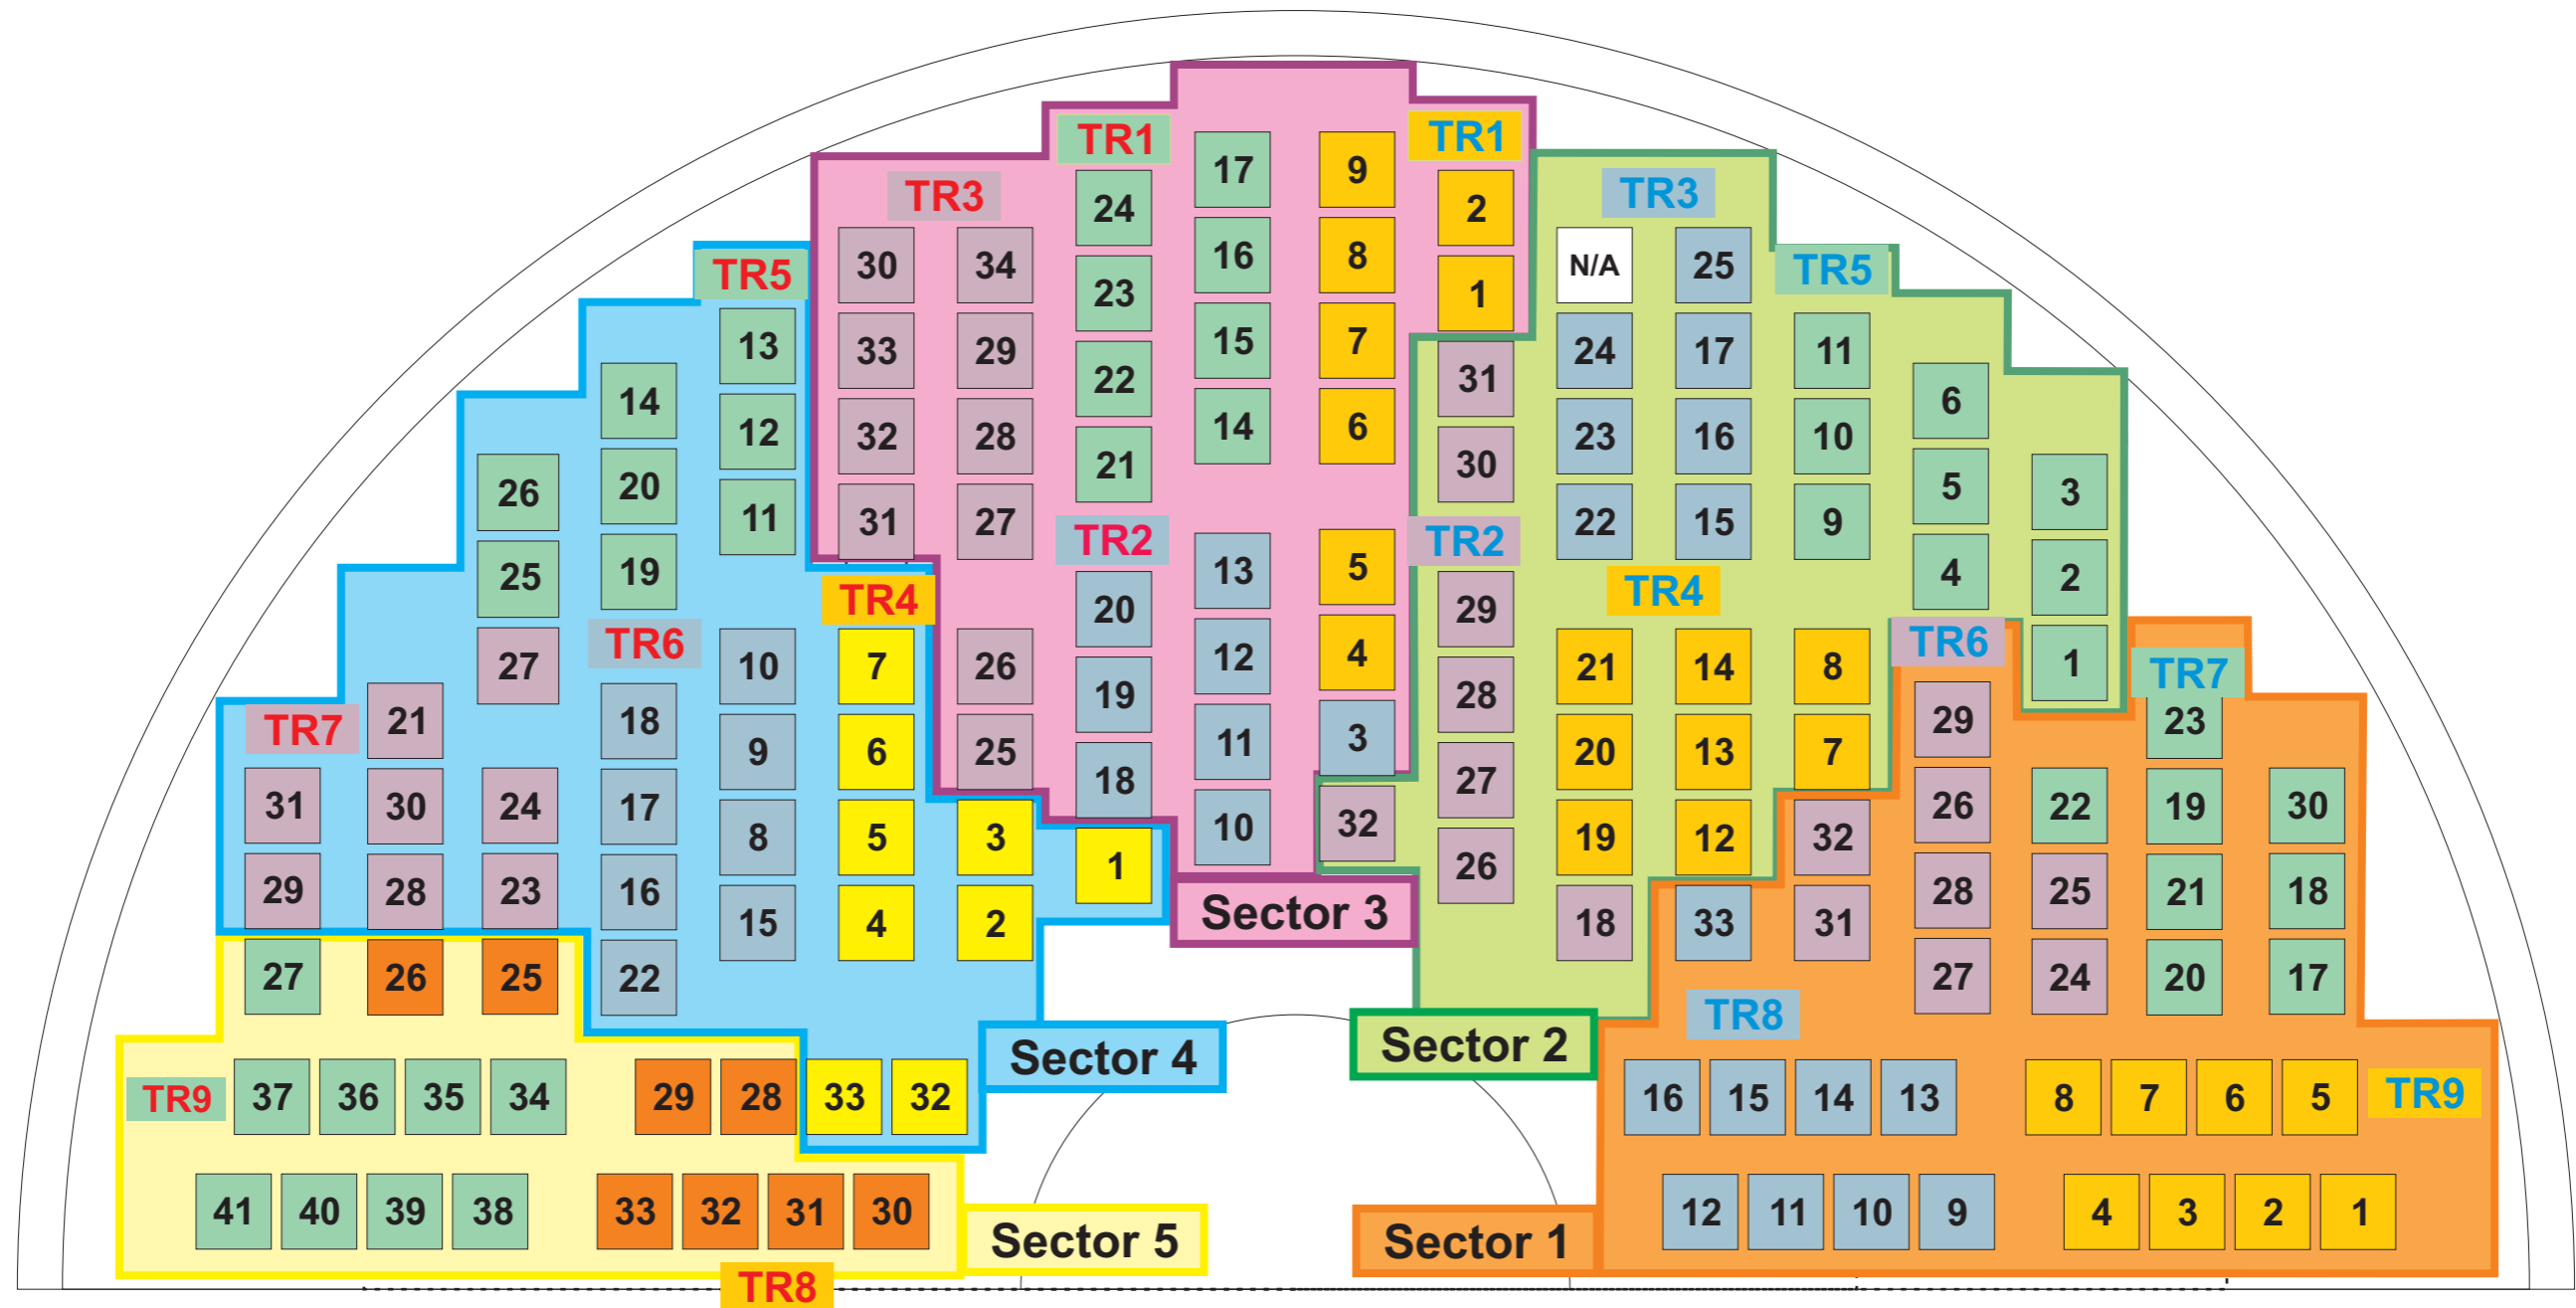 TR1 17 9 TR1
TR3 24 2 TR3
TR5 30 34 23 16 8 1 N/A 25 TR5
13 33 29 22 15 7 31 24 17 11
14 12 32 28 21 14 6 30 23 16 10 6
26 20 11 31 27 22 15 9 5 3
25 19 TR4 TR2 13 5 TR2 TR4 4 2
27 TR6 10 7 26 20 12 4 29 21 14 8 TR6 1 TR7
TR7 21 18 9 6 25 19 11 3 28 20 13 7 29 23
31 30 24 17 8 5 3 18 10 32 27 19 12 32 26 22 19 30
29 28 23 16 15 4 2 1 Sector 3 26 18 33 31 28 25 21 18
27 26 25 22 27 24 20 17
TR8
Sector 4 Sector 2
TR9 37 36 35 34 29 28 33 32 16 15 14 13 8 7 6 5 TR9
41 40 39 38 33 32 31 30 12 11 10 9 4 3 2 1
Sector 5 Sector 1
TR8